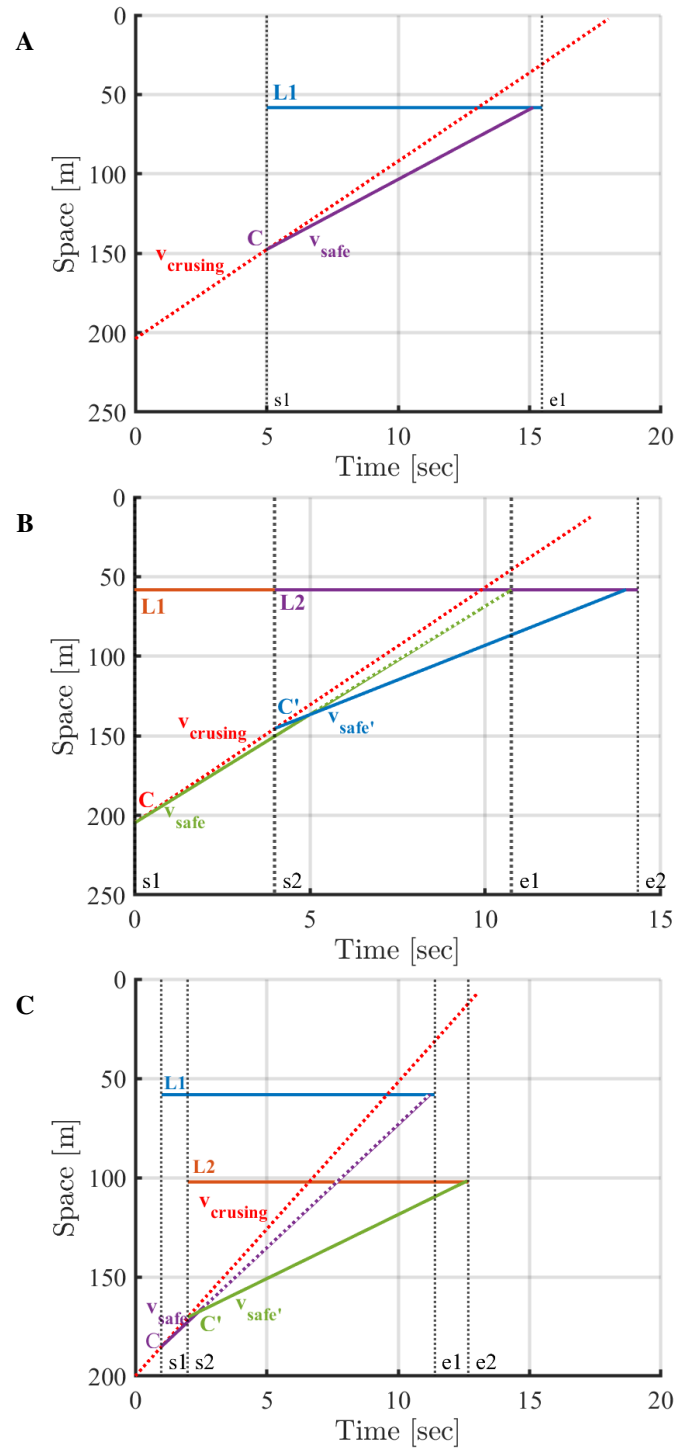 A
0
50
100
150
200
250
Space [m]
L1
C
v_crusing
v_safe
s1
e1
0 5 10 15 20
Time [sec]
B
0
50
100
150
200
250
Space [m]
L1
L2
C'
v_crusing
v_safe'
C
v_safe
s1 s2 e1 e2
0 5 10 15
Time [sec]
C
0
50
100
150
200
Space [m]
L1
L2
v_crusing
v_safe
v_safe'
C
C'
s1 s2 e1 e2
0 5 10 15 20
Time [sec]